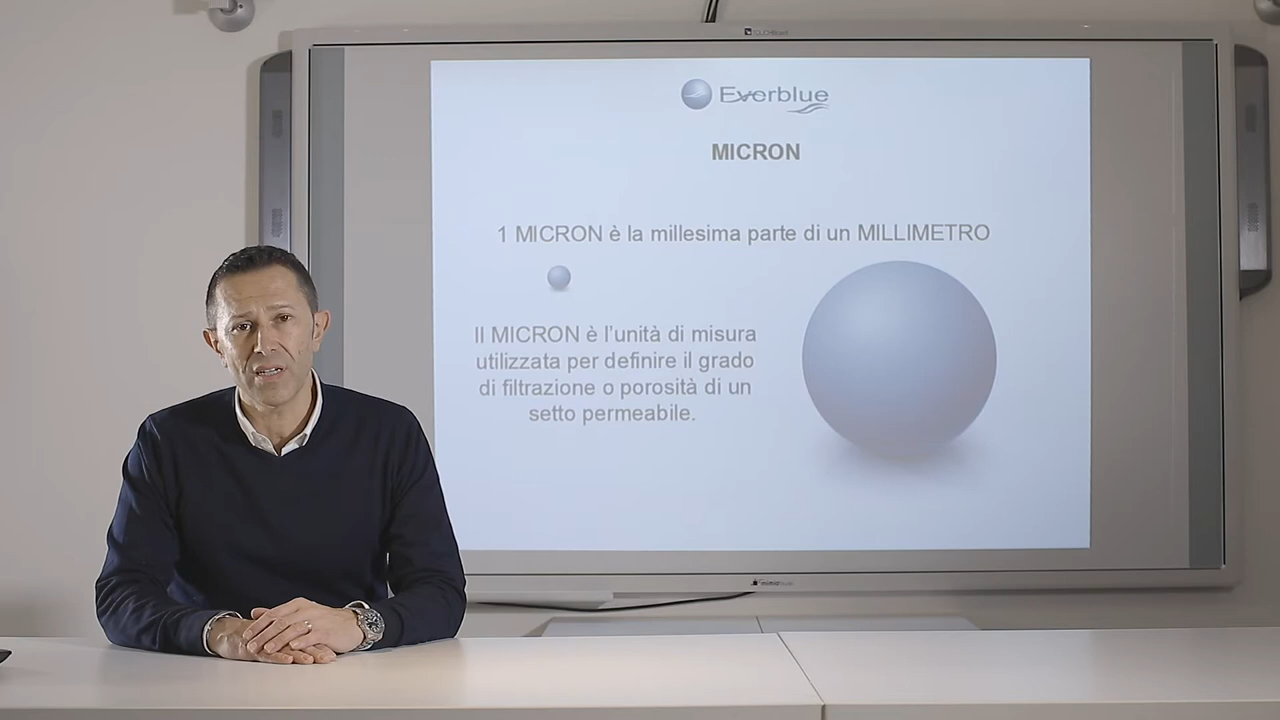 Everblue
MICRON
1 MICRON è la millesima parte di un MILLIMETRO
Il MICRON è l'unità di misura
utilizzata per definire il grado
di filtrazione o porosità di un
setto permeabile.